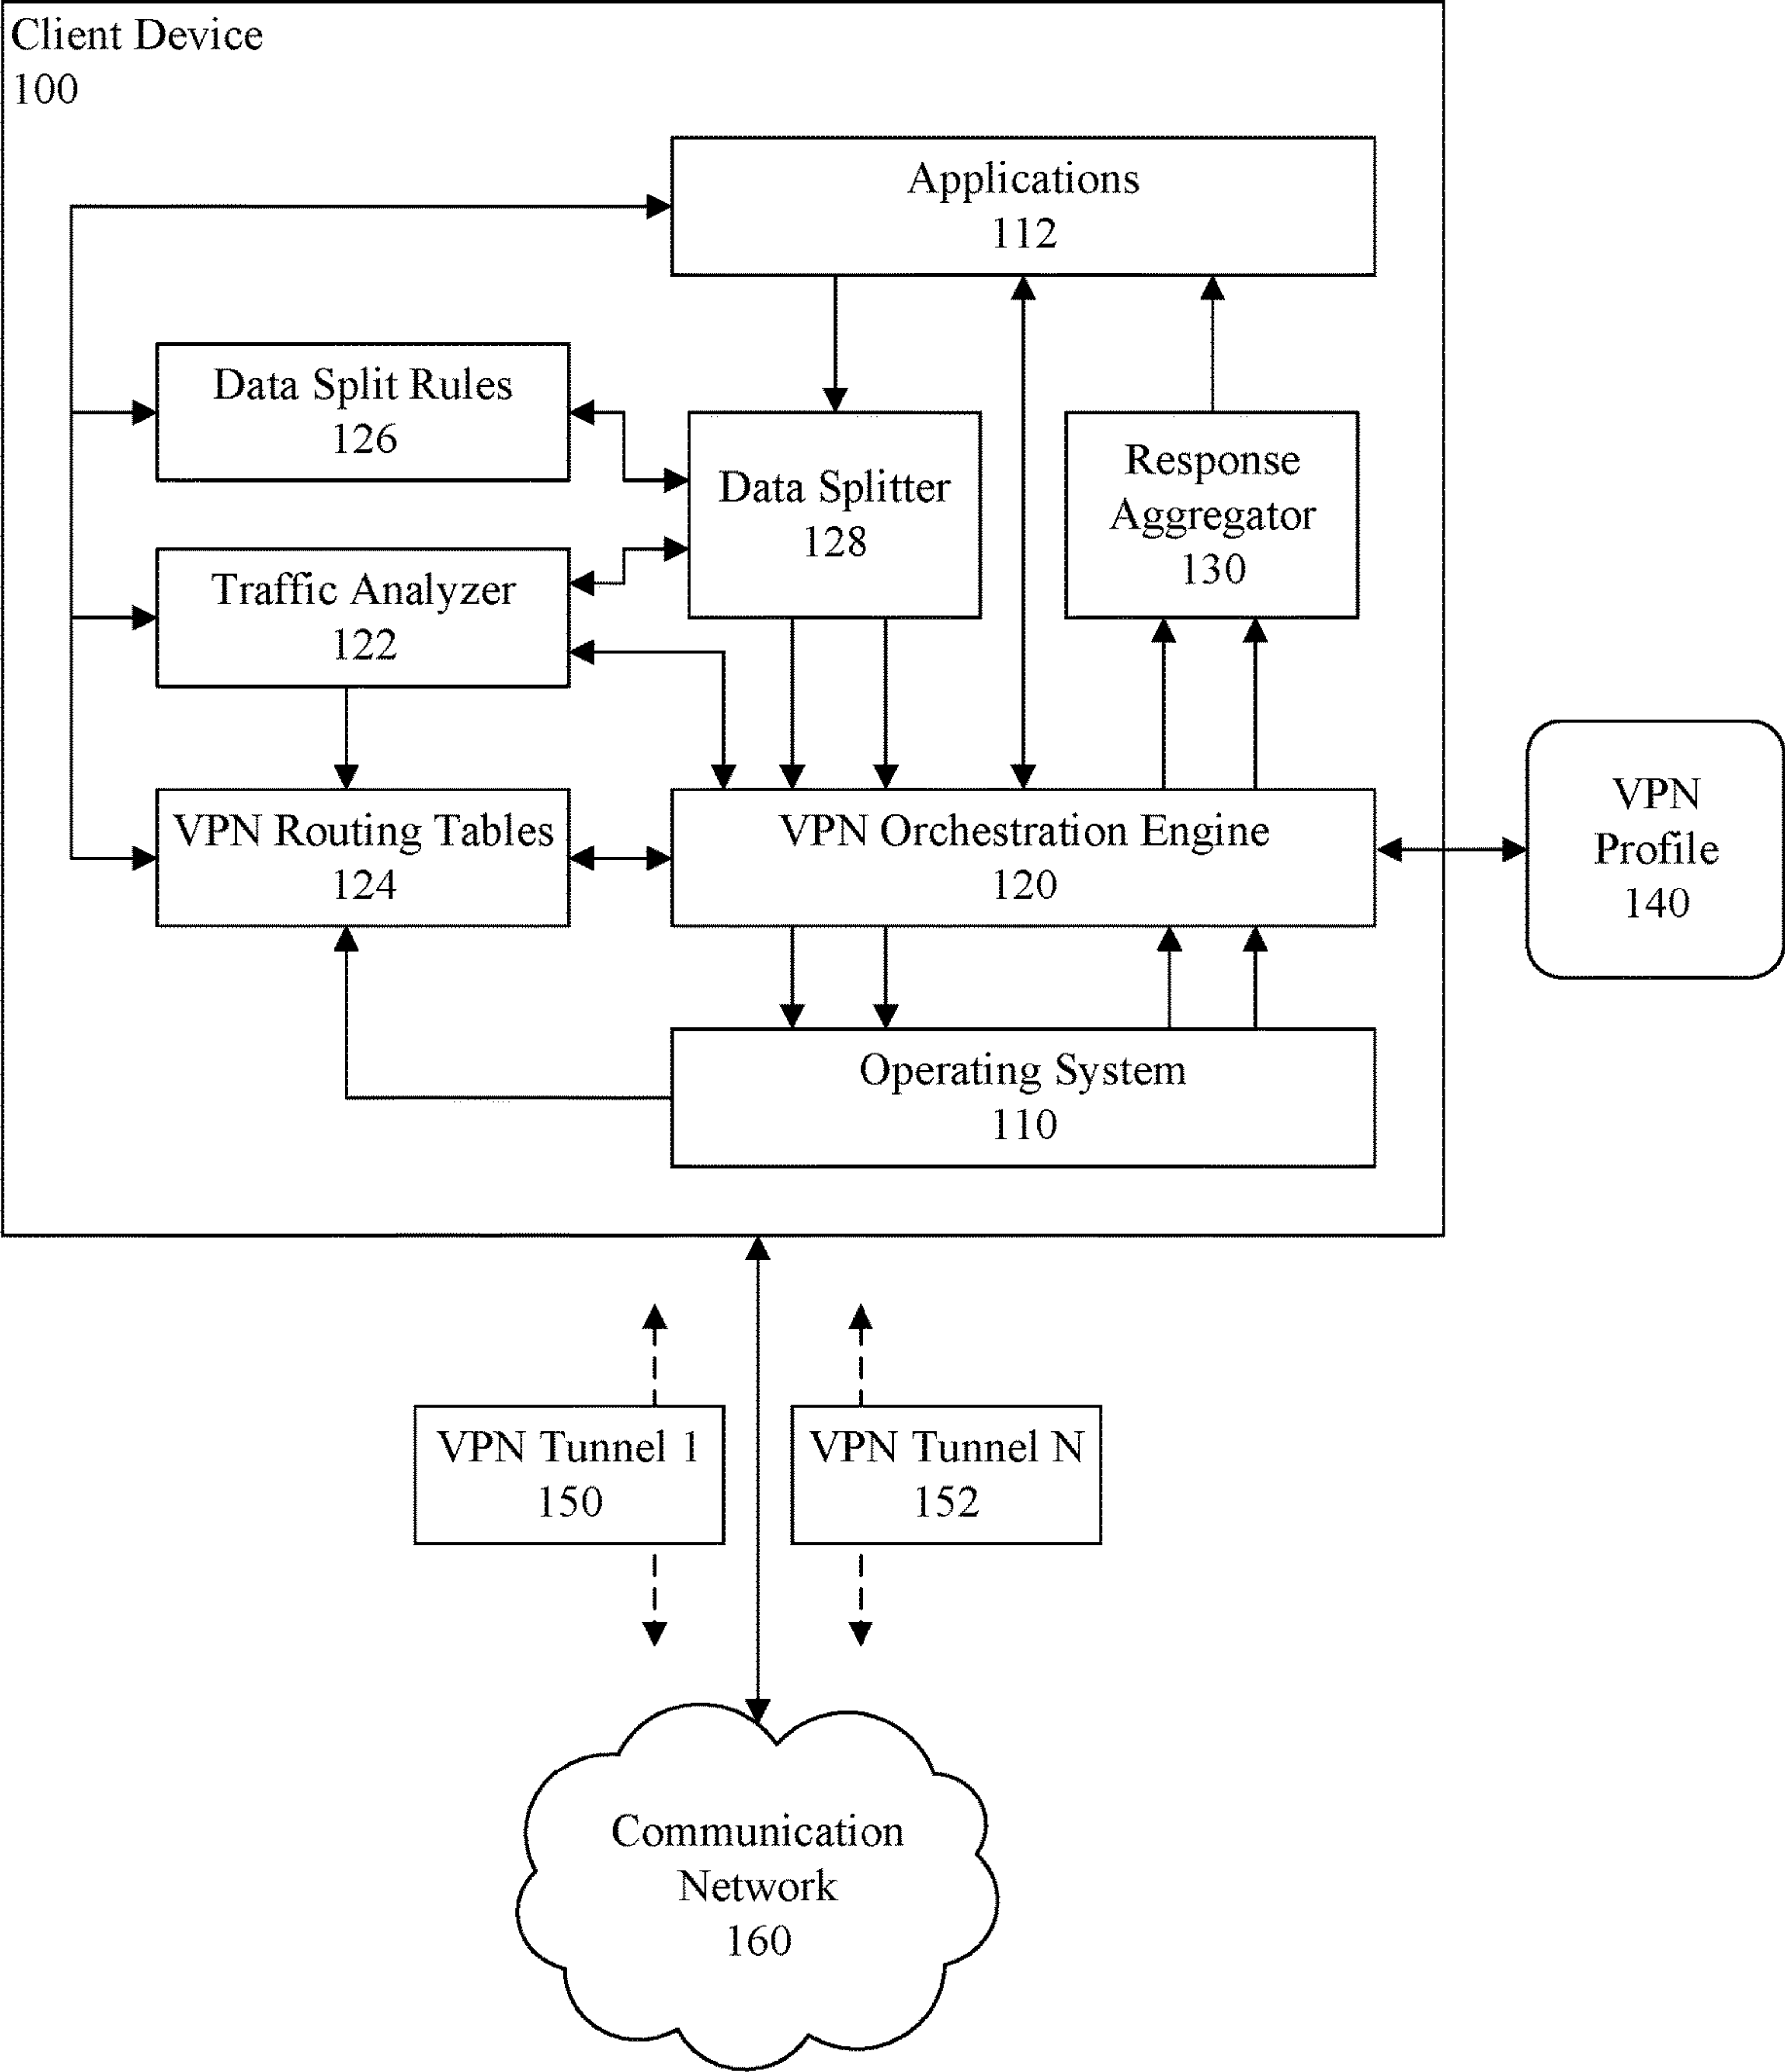 Client Device
100
Applications
112
Data Split Rules
126
Data Splitter
128
Response
Aggregator
130
Traffic Analyzer
122
VPN Routing Tables
124
VPN Orchestration Engine
120
VPN
Profile
140
Operating System
110
VPN Tunnel 1
150
VPN Tunnel N
152
Communication
Network
160